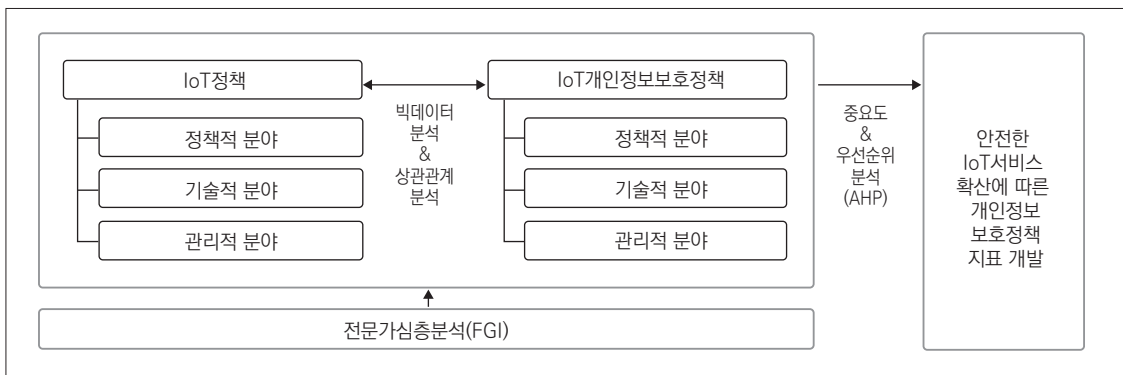 IoT정책
정책적 분야
기술적 분야
관리적 분야
빅데이터
분석
&
상관관계
분석
IoT개인정보보호정책
정책적 분야
기술적 분야
관리적 분야
중요도
&
우선순위
분석
(AHP)
안전한
IoT서비스
확산에 따른
개인정보
보호정책
지표 개발
전문가심층분석(FGI)